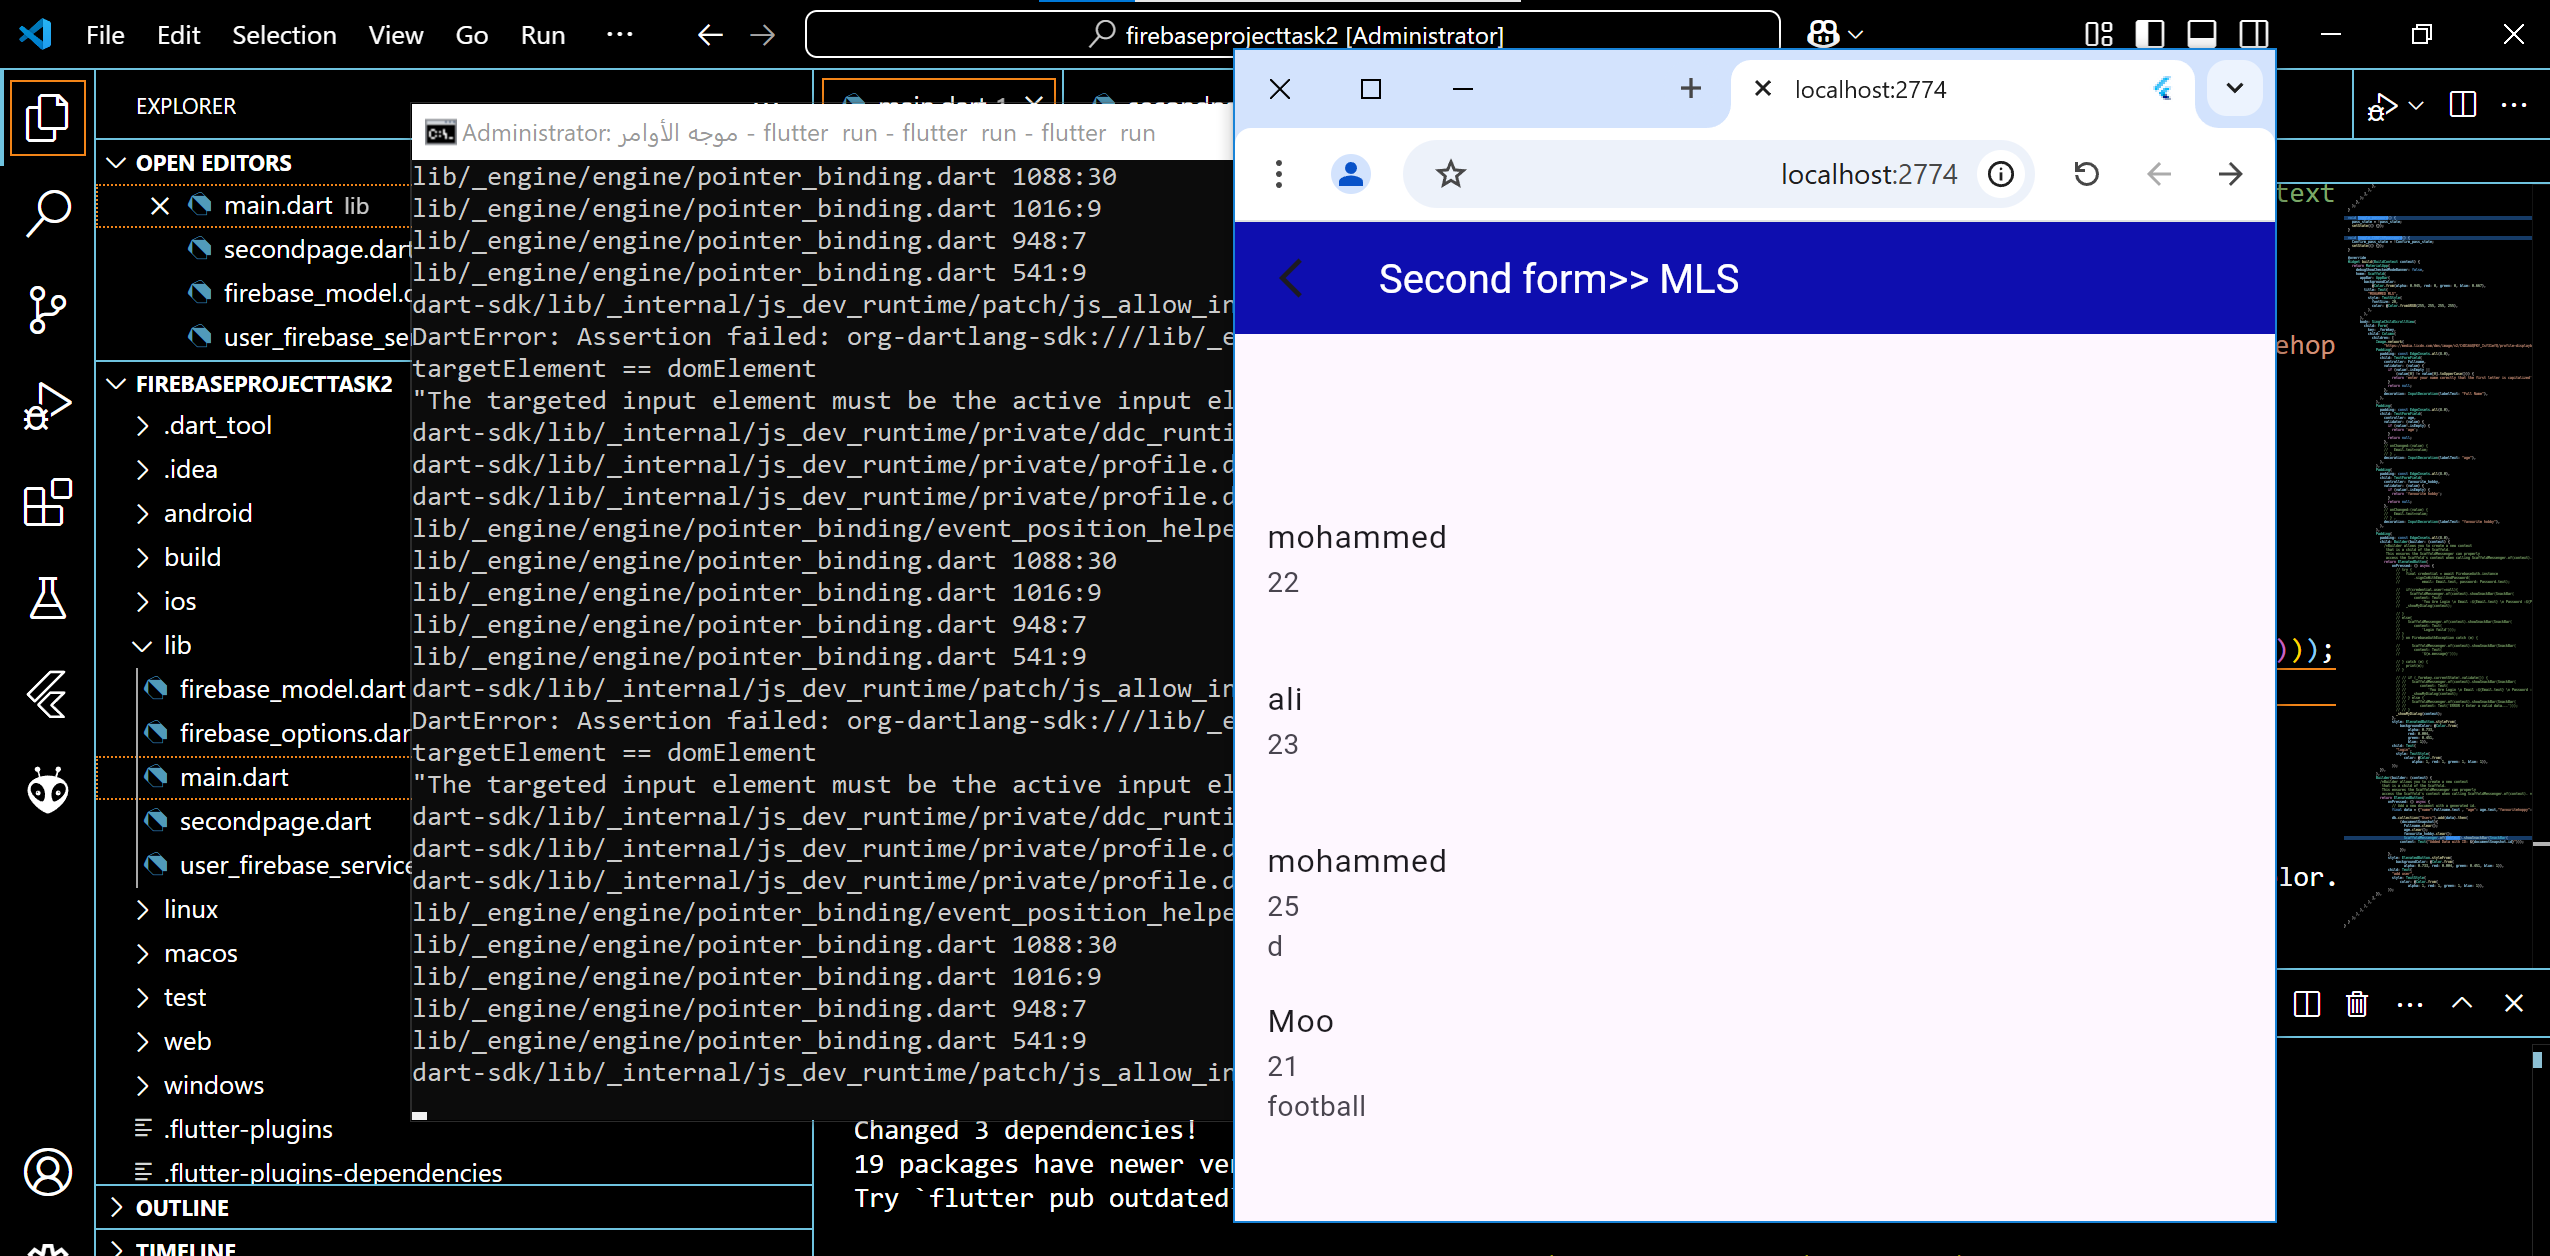 File Edit Selection View Go Run ···
firebaseprojecttask2 [Administrator]
EXPLORER
OPEN EDITORS
main.dart lib
secondpage.dart
firebase_model.
user_firebase_se
FIREBASEPROJECTTASK2
.dart_tool
.idea
android
build
ios
lib
firebase_model.dart
firebase_options.dar
main.dart
secondpage.dart
user_firebase_service
linux
macos
test
web
windows
.flutter-plugins
.flutter-plugins-dependencies
OUTLINE
TIMELINE
main.dart 1
Administrator: موجه الأوامر - flutter run - flutter run - flutter run
lib/_engine/engine/pointer_binding.dart 1088:30
lib/_engine/engine/pointer_binding.dart 1016:9
lib/_engine/engine/pointer_binding.dart 948:7
lib/_engine/engine/pointer_binding.dart 541:9
dart-sdk/lib/_internal/js_dev_runtime/patch/js_allow_in
DartError: Assertion failed: org-dartlang-sdk:///lib/_e
targetElement == domElement
"The targeted input element must be the active input el
dart-sdk/lib/_internal/js_dev_runtime/private/ddc_runti
dart-sdk/lib/_internal/js_dev_runtime/private/profile.d
dart-sdk/lib/_internal/js_dev_runtime/private/profile.d
lib/_engine/engine/pointer_binding/event_position_helpe
lib/_engine/engine/pointer_binding.dart 1088:30
lib/_engine/engine/pointer_binding.dart 1016:9
lib/_engine/engine/pointer_binding.dart 948:7
lib/_engine/engine/pointer_binding.dart 541:9
dart-sdk/lib/_internal/js_dev_runtime/patch/js_allow_in
DartError: Assertion failed: org-dartlang-sdk:///lib/_e
targetElement == domElement
"The targeted input element must be the active input el
dart-sdk/lib/_internal/js_dev_runtime/private/ddc_runti
dart-sdk/lib/_internal/js_dev_runtime/private/profile.d
dart-sdk/lib/_internal/js_dev_runtime/private/profile.d
lib/_engine/engine/pointer_binding/event_position_helpe
lib/_engine/engine/pointer_binding.dart 1088:30
lib/_engine/engine/pointer_binding.dart 1016:9
lib/_engine/engine/pointer_binding.dart 948:7
lib/_engine/engine/pointer_binding.dart 541:9
dart-sdk/lib/_internal/js_dev_runtime/patch/js_allow_in
Changed 3 dependencies!
19 packages have newer ve
Try `flutter pub outdated
localhost:2774
localhost:2774
Second form>> MLS
mohammed
22
ali
23
mohammed
25
d
Moo
21
football
text
ehop
)));
lor.